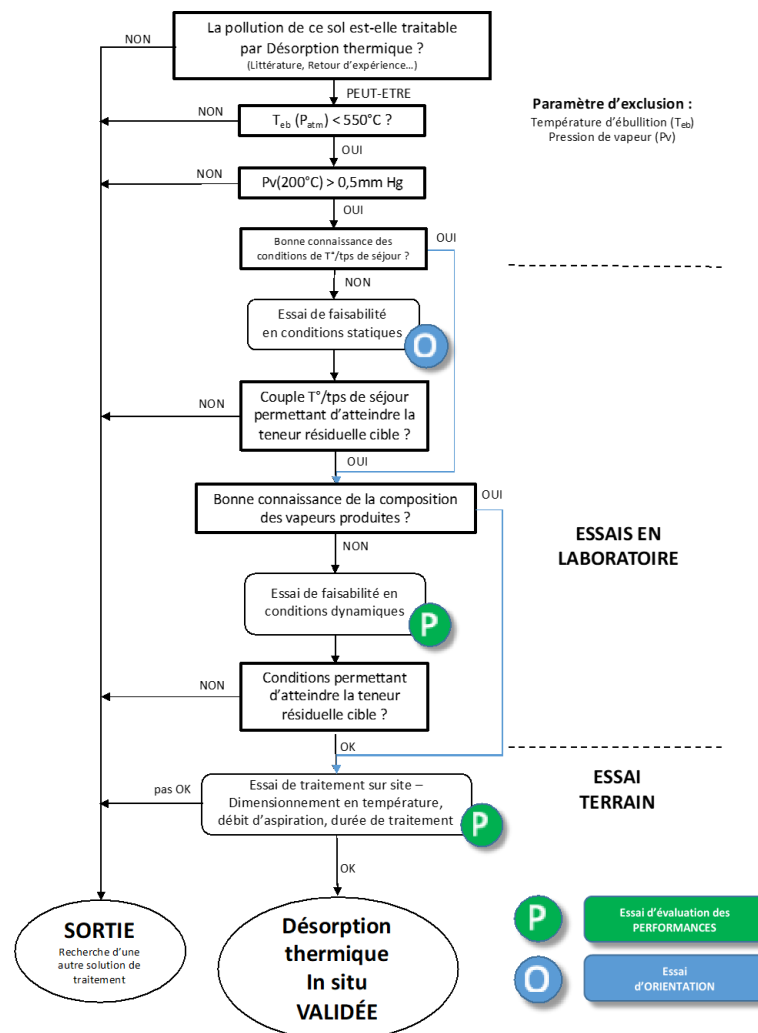 La pollution de ce sol est-elle traitable
par Désorption thermique ?
(Littérature, Retour d'expérience…)
NON
PEUT-ETRE
NON
Teb (Patm) < 550°C ?
Paramètre d'exclusion :
Température d'ébullition (Teb)
Pression de vapeur (Pv)
OUI
NON
Pv(200°C) > 0,5mm Hg
OUI
Bonne connaissance des
conditions de T°/tps de séjour ?
OUI
NON
Essai de faisabilité
en conditions statiques
O
Couple T°/tps de séjour
permettant d'atteindre la
teneur résiduelle cible ?
NON
OUI
Bonne connaissance de la composition
des vapeurs produites ?
OUI
ESSAIS EN
LABORATOIRE
NON
Essai de faisabilité en
conditions dynamiques
P
Conditions permettant
d'atteindre la teneur
résiduelle cible ?
NON
OK
Essai de traitement sur site –
Dimensionnement en température,
débit d'aspiration, durée de traitement
pas OK
P
ESSAI
TERRAIN
OK
SORTIE
Recherche d'une
autre solution de
traitement
Désorption
thermique
In situ
VALIDÉE
P
Essai d'évaluation des
PERFORMANCES
O
Essai
d'ORIENTATION